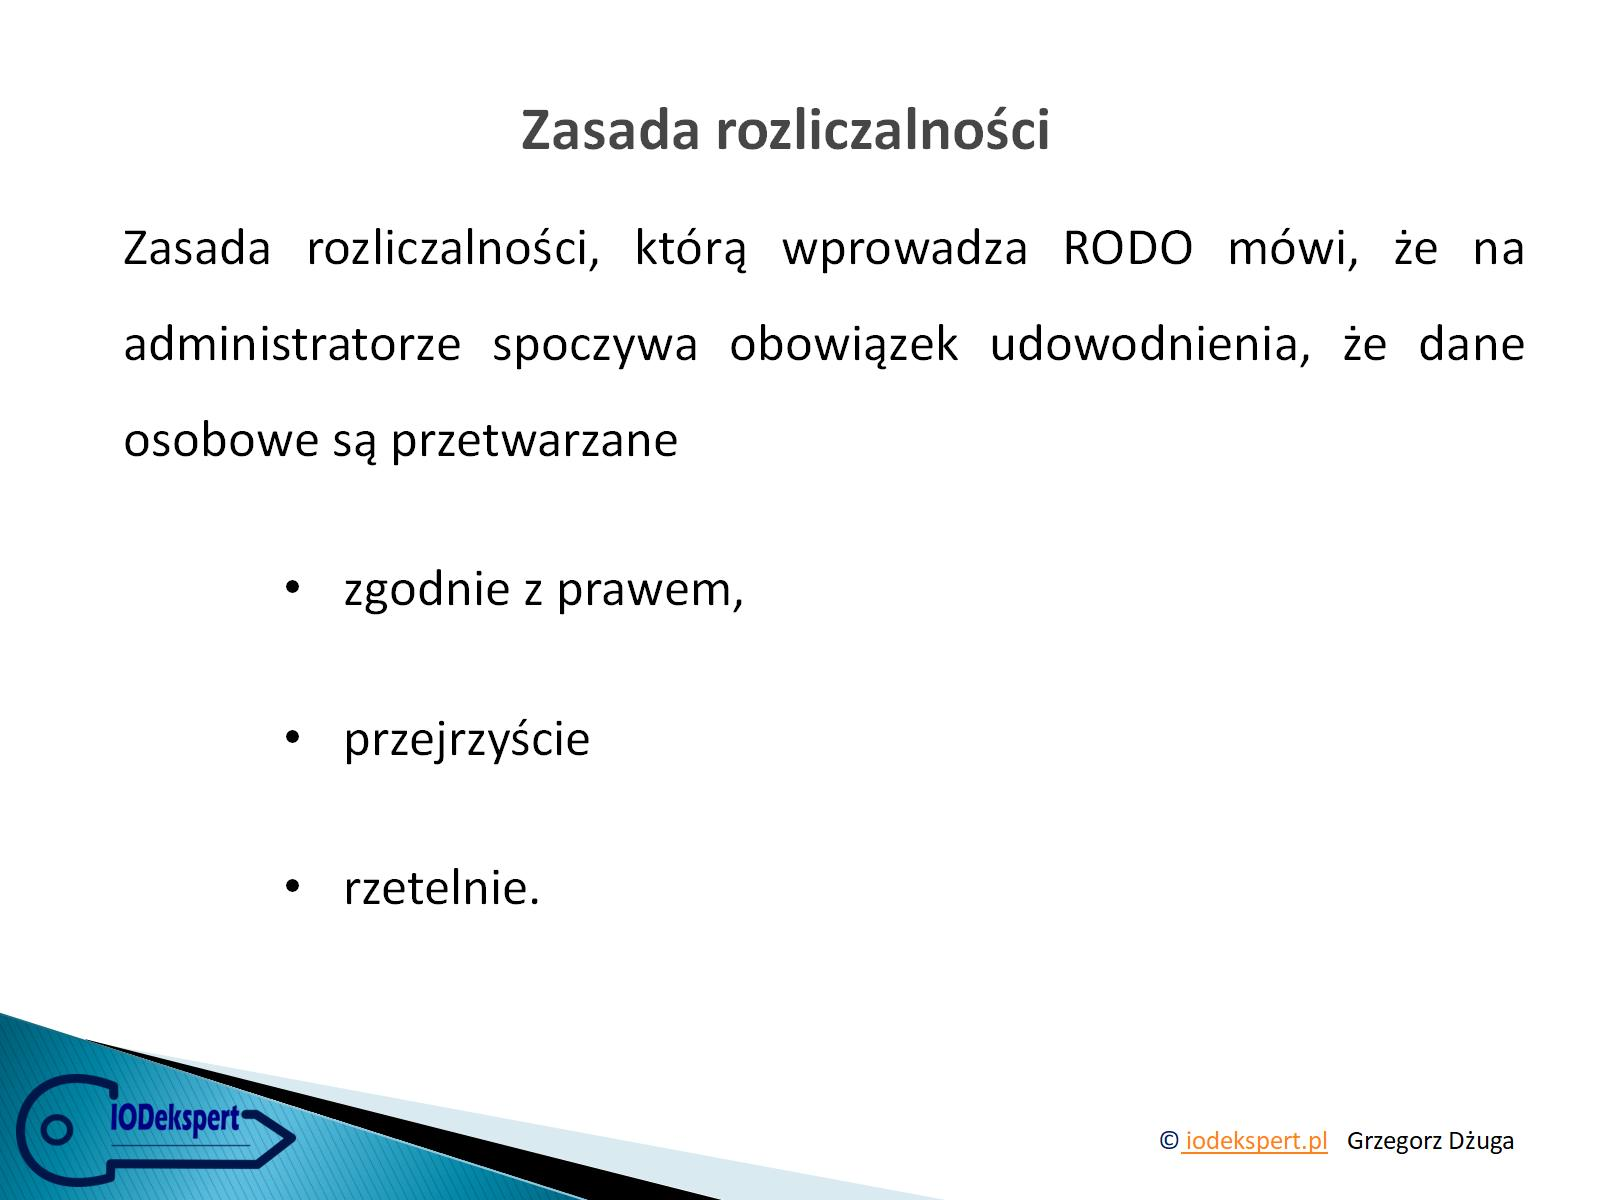 Zasada rozliczalności
Zasada rozliczalności, którą wprowadza RODO mówi, że na
administratorze spoczywa obowiązek udowodnienia, że dane
osobowe są przetwarzane
• zgodnie z prawem,
• przejrzyście
• rzetelnie.
IODekspert
© iodekspert.pl Grzegorz Dżuga